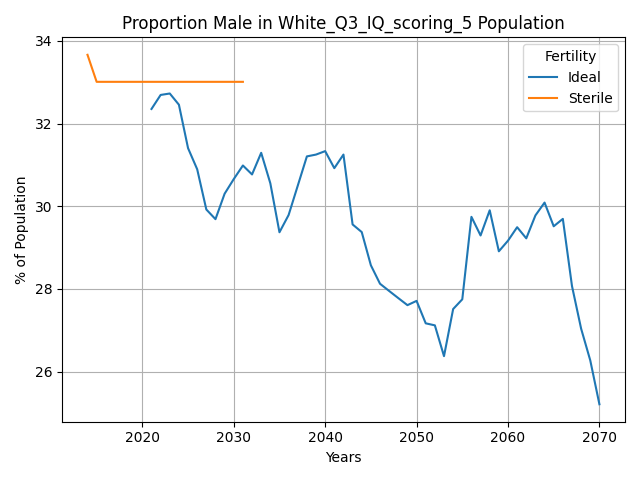 Proportion Male in White_Q3_IQ_scoring_5 Population
34
32
30
28
26
% of Population
Fertility
Ideal
Sterile
2020 2030 2040 2050 2060 2070
Years